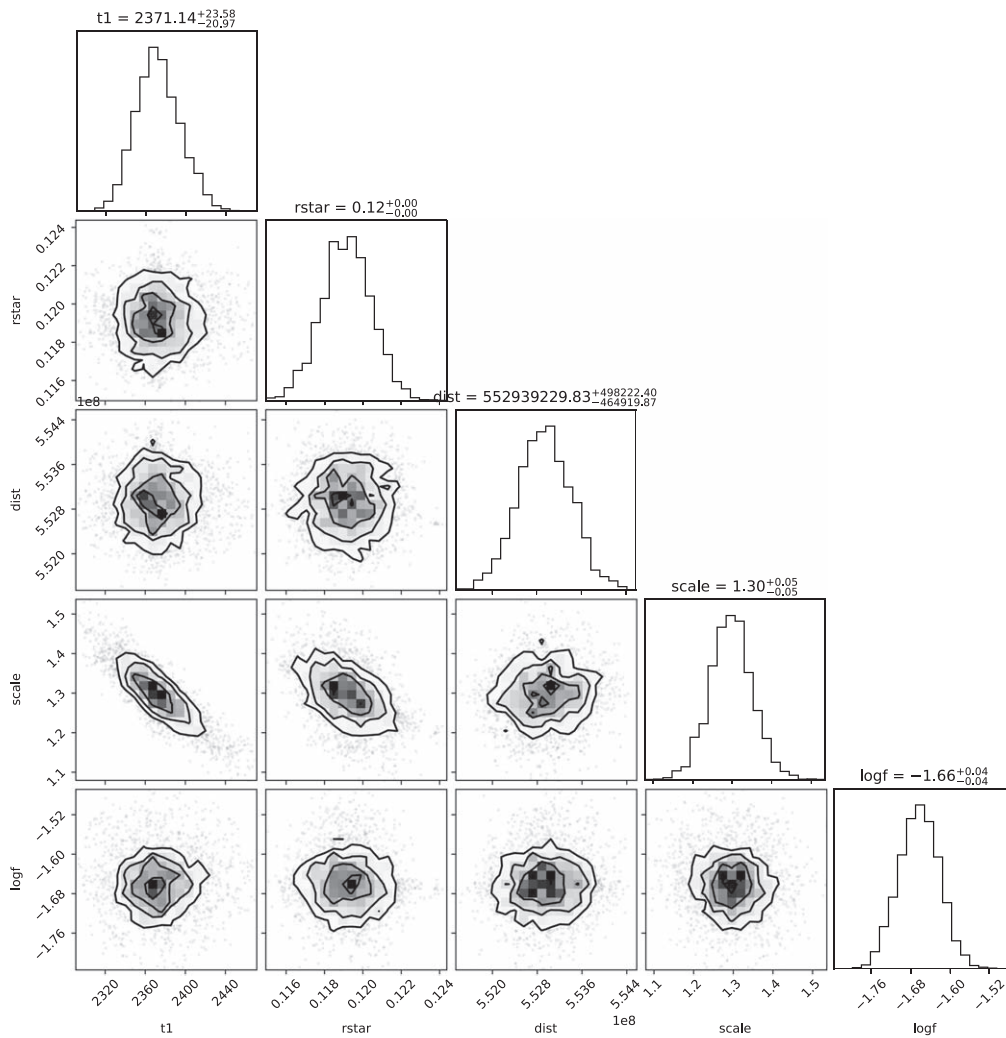 t1 = 2371.14 +23.58 −20.97
rstar = 0.12 +0.00 −0.00
rstar
0.124
0.122
0.120
0.118
0.116
1e8
dist = 552939229.83 +498222.40 −464919.87
dist
5.544
5.536
5.528
5.520
scale = 1.30 +0.05 −0.05
scale
1.5
1.4
1.3
1.2
1.1
logf = −1.66 +0.04 −0.04
logf
−1.52
−1.60
−1.68
−1.76
2320 2360 2400 2440
0.116 0.118 0.120 0.122 0.124
5.520 5.528 5.536 5.544
1.1 1.2 1.3 1.4 1.5
−1.76 −1.68 −1.60 −1.52
1e8
t1 rstar dist scale logf